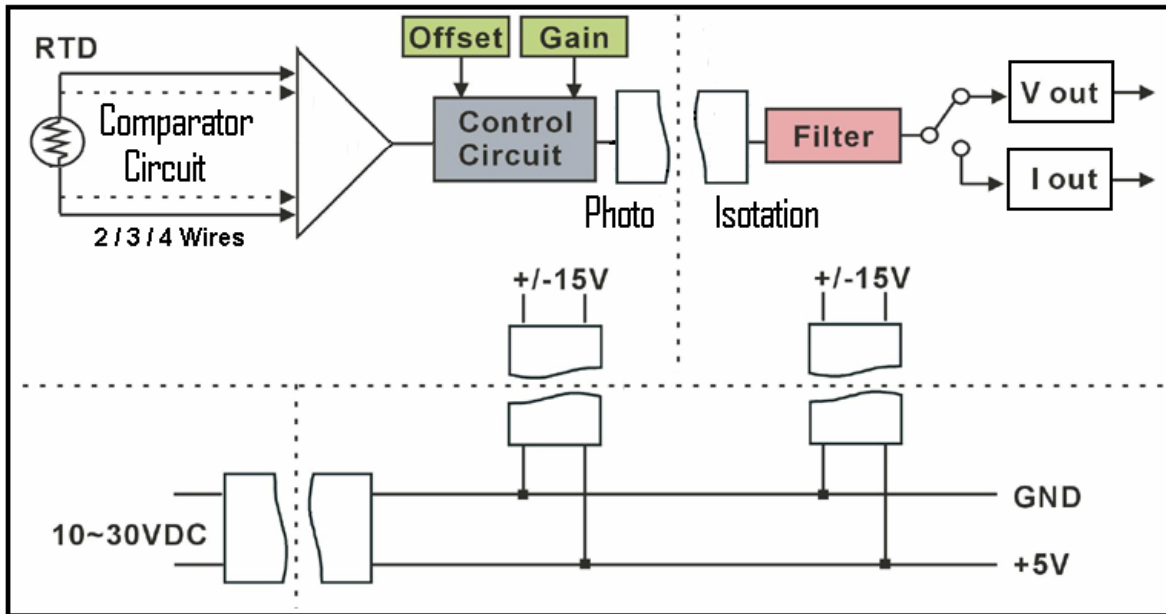 RTD
Offset
Gain
Comparator
Circuit
Control
Circuit
Filter
V out
I out
2 / 3 / 4 Wires
Photo
Isotation
+/-15V
+/-15V
10~30VDC
GND
+5V